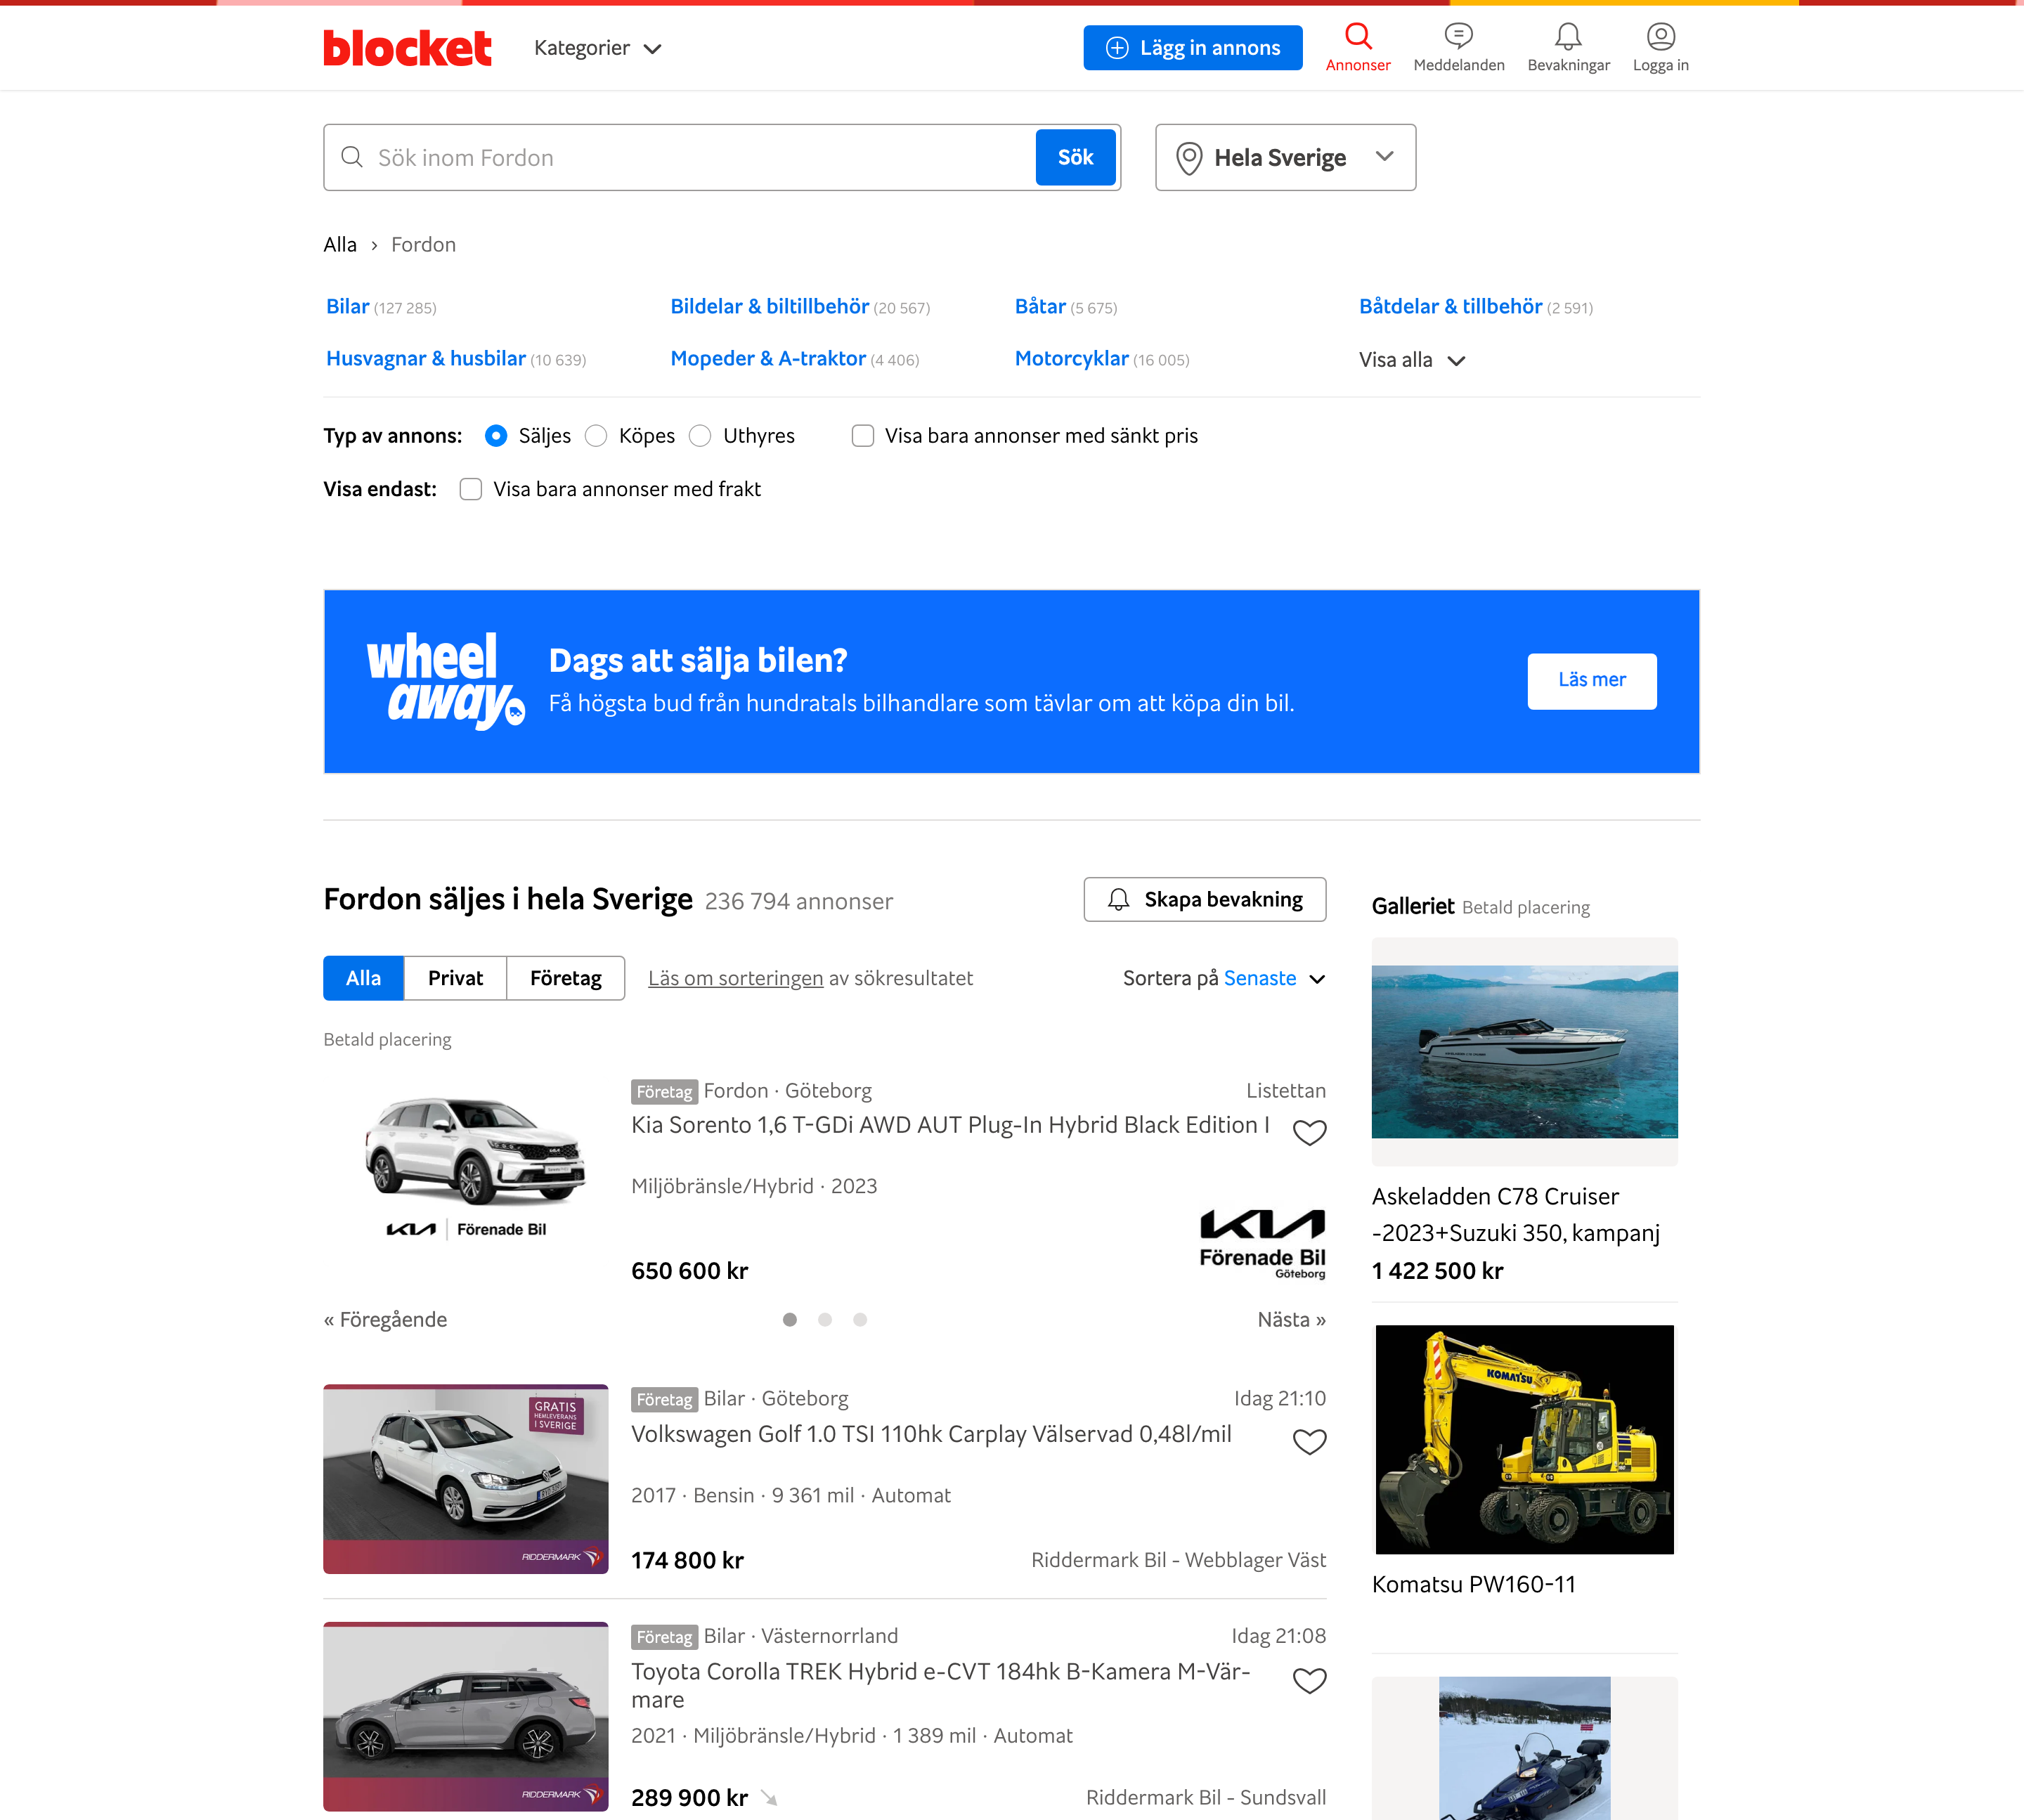 blocket
Kategorier
Lägg in annons
Annonser
Meddelanden
Bevakningar
Logga in
Sök inom Fordon
Sök
Hela Sverige
Alla › Fordon
Bilar (127 285)
Bildelar & biltillbehör (20 567)
Båtar (5 675)
Båtdelar & tillbehör (2 591)
Husvagnar & husbilar (10 639)
Mopeder & A-traktor (4 406)
Motorcyklar (16 005)
Visa alla
Typ av annons: Säljes Köpes Uthyres Visa bara annonser med sänkt pris
Visa endast: Visa bara annonser med frakt
wheel
away
Dags att sälja bilen?
Få högsta bud från hundratals bilhandlare som tävlar om att köpa din bil.
Läs mer
Fordon säljes i hela Sverige 236 794 annonser
Skapa bevakning
Alla Privat Företag
Läs om sorteringen av sökresultatet
Sortera på Senaste
Betald placering
KIA Förenade Bil
Företag Fordon · Göteborg
Listettan
Kia Sorento 1,6 T-GDi AWD AUT Plug-In Hybrid Black Edition I
Miljöbränsle/Hybrid · 2023
650 600 kr
KIA
Förenade Bil
Göteborg
« Föregående
Nästa »
GRATIS
HEMLEVERANS
I SVERIGE
RIDDERMARK
Företag Bilar · Göteborg
Idag 21:10
Volkswagen Golf 1.0 TSI 110hk Carplay Välservad 0,48l/mil
2017 · Bensin · 9 361 mil · Automat
174 800 kr
Riddermark Bil - Webblager Väst
RIDDERMARK
Företag Bilar · Västernorrland
Idag 21:08
Toyota Corolla TREK Hybrid e-CVT 184hk B-Kamera M-Vär-
mare
2021 · Miljöbränsle/Hybrid · 1 389 mil · Automat
289 900 kr
Riddermark Bil - Sundsvall
Galleriet Betald placering
Askeladden C78 Cruiser
-2023+Suzuki 350, kampanj
1 422 500 kr
KOMATSU
Komatsu PW160-11